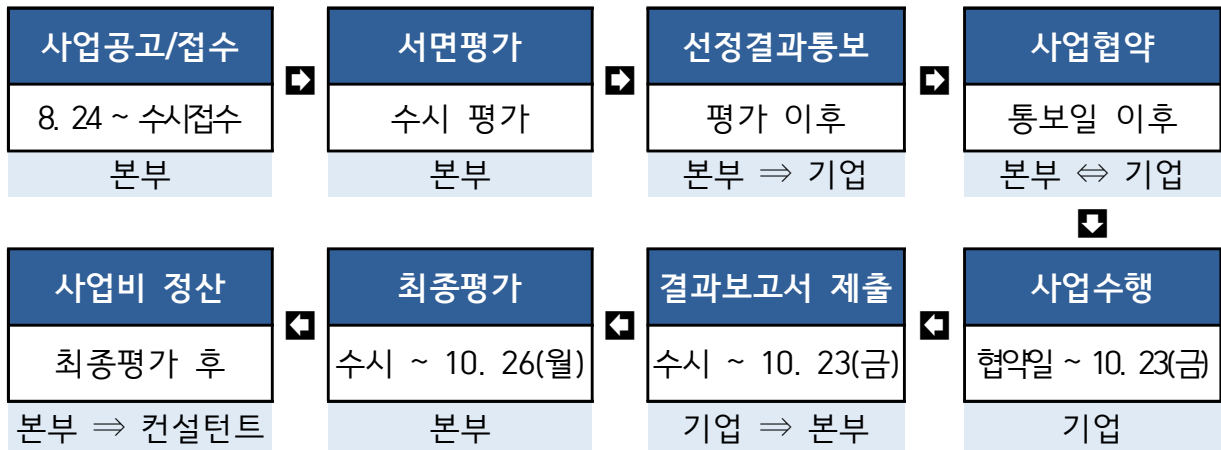 사업공고/접수
8. 24 ~ 수시접수
본부
서면평가
수시 평가
본부
선정결과통보
평가 이후
본부 ⇒ 기업
사업협약
통보일 이후
본부 ⇔ 기업
사업수행
협약일 ~ 10. 23(금)
기업
결과보고서 제출
수시 ~ 10. 23(금)
기업 ⇒ 본부
최종평가
수시 ~ 10. 26(월)
본부
사업비 정산
최종평가 후
본부 ⇒ 컨설턴트